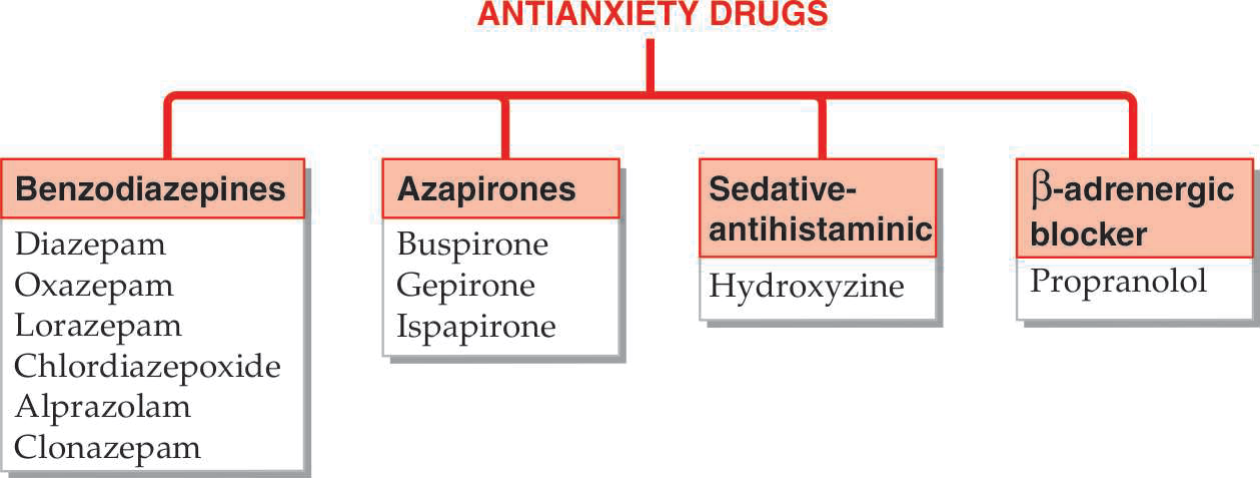 ANTIANXIETY DRUGS
Benzodiazepines
Diazepam
Oxazepam
Lorazepam
Chlordiazepoxide
Alprazolam
Clonazepam
Azapirones
Buspirone
Gepirone
Ispapirone
Sedative-
antihistaminic
Hydroxyzine
β-adrenergic
blocker
Propranolol